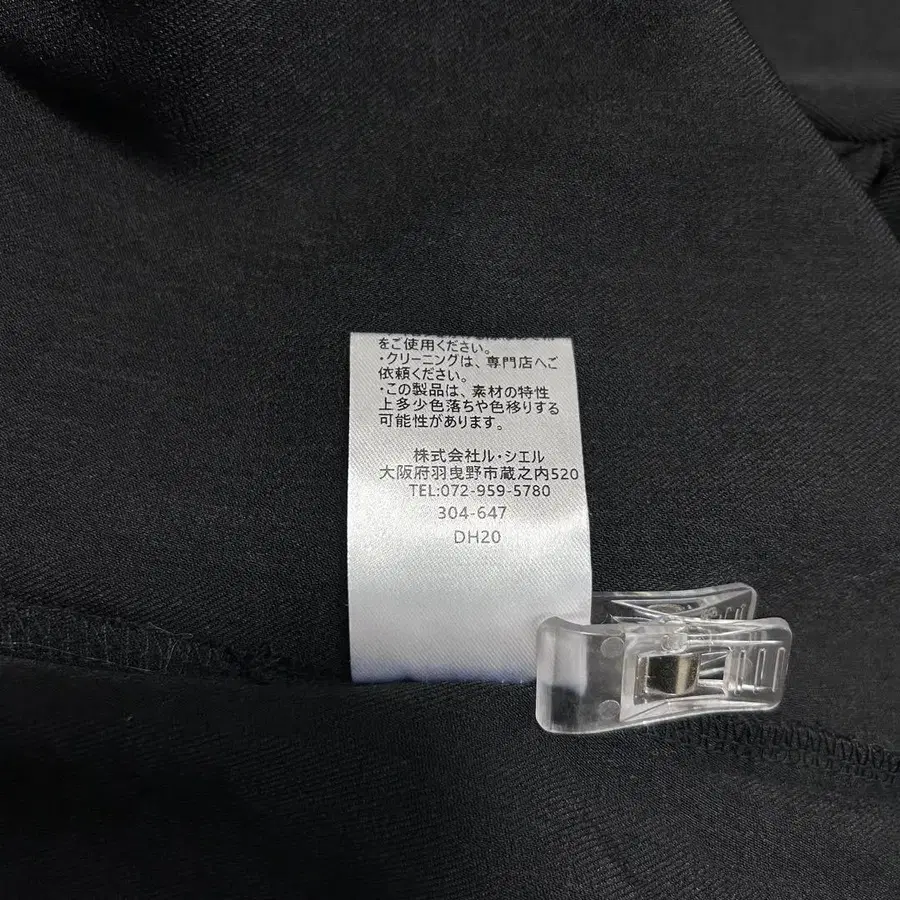 をご使用ください。
・クリーニングは、専門店へご
依頼ください。
・この製品は、素材の特性
上多少色落ちや色移りする
可能性があります。
株式会社ル・シエル
大阪府羽曳野市蔵之内520
TEL:072-959-5780
304-647
DH20